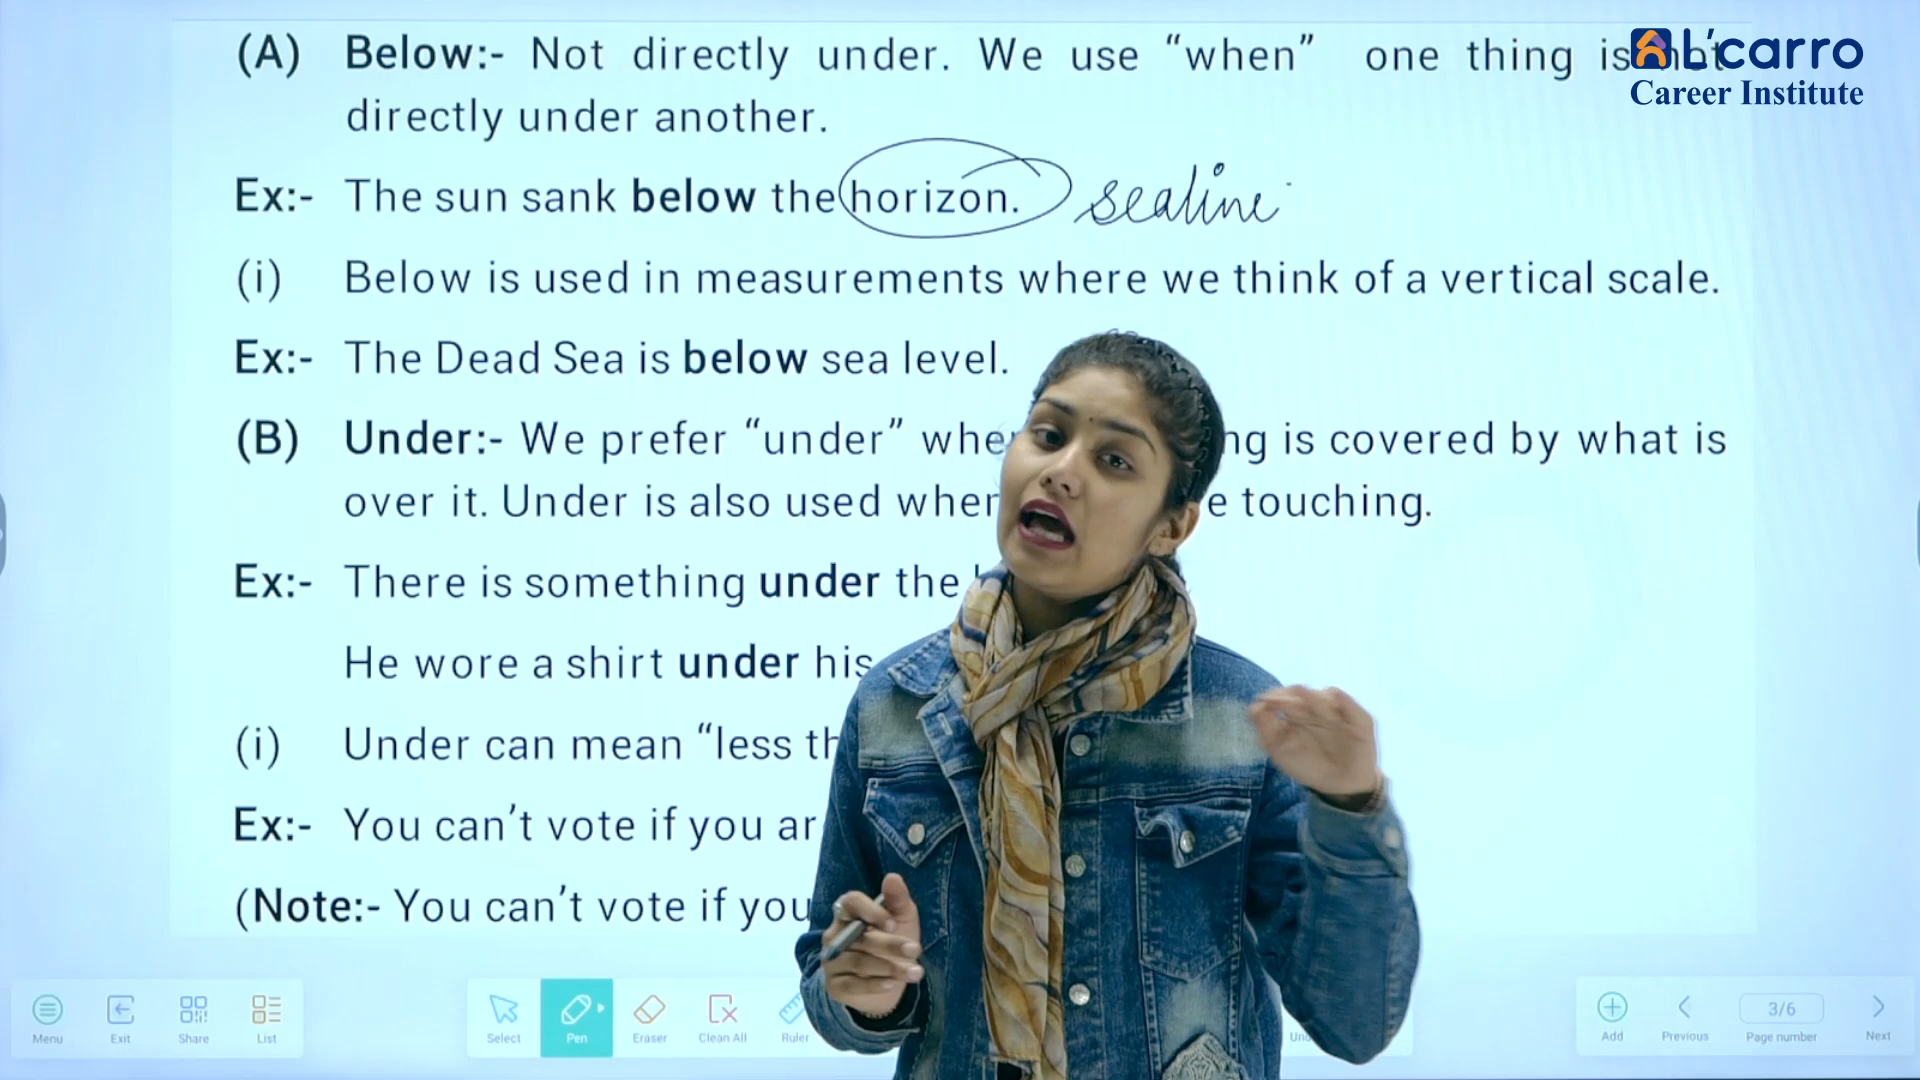 (A) Below:- Not directly under. We use “when” one thing is not
L'carro
Career Institute
directly under another.
Ex:- The sun sank below the horizon. sealine
(i) Below is used in measurements where we think of a vertical scale.
Ex:- The Dead Sea is below sea level.
(B) Under:- We prefer “under” ng is covered by what is
over it. Under is also used touching.
Ex:- There is something under the
He wore a shirt under his
(i) Under can mean “less
Ex:- You can’t vote if you
(Note:- You can’t vote if you
Menu Exit Share List Select Pen Eraser Clean All Ruler Add Previous 3/6 Page number Next